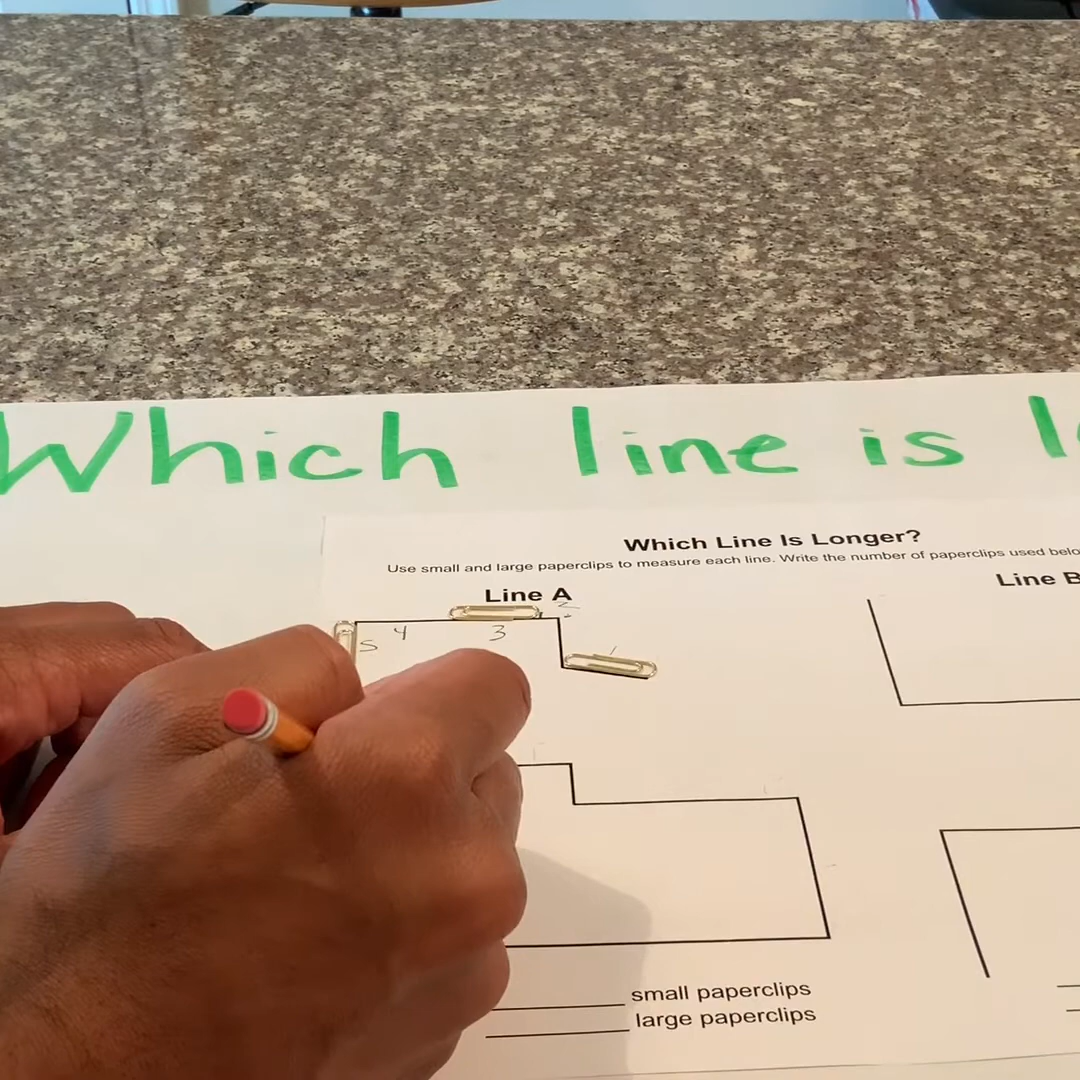 Which line is
Which Line Is Longer?
Use small and large paperclips to measure each line. Write the number of paperclips used
Line A
Line B
2
5 4 3
1
small paperclips
large paperclips